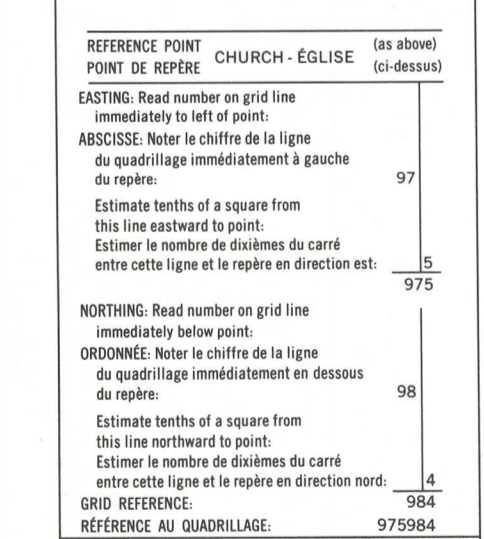 REFERENCE POINT CHURCH - ÉGLISE (as above)
POINT DE REPÈRE (ci-dessus)
EASTING: Read number on grid line
immediately to left of point:
ABSCISSE: Noter le chiffre de la ligne
du quadrillage immédiatement à gauche
du repère: 97
Estimate tenths of a square from
this line eastward to point:
Estimer le nombre de dixièmes du carré
entre cette ligne et le repère en direction est: 5
975
NORTHING: Read number on grid line
immediately below point:
ORDONNÉE: Noter le chiffre de la ligne
du quadrillage immédiatement en dessous
du repère: 98
Estimate tenths of a square from
this line northward to point:
Estimer le nombre de dixièmes du carré
entre cette ligne et le repère en direction nord: 4
GRID REFERENCE: 984
RÉFÉRENCE AU QUADRILLAGE: 975984